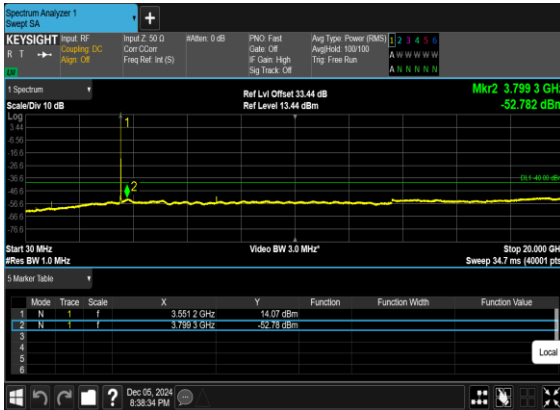 Spectrum Analyzer 1
Swept SA
+
KEYSIGHT
R T
Input: RF
Coupling: DC
Align: Off
Input Z: 50 Ω
Corr CCorr
Freq Ref: Int (S)
#Atten: 0 dB
PNO: Fast
Gate: Off
IF Gain: High
Sig Track: Off
Avg Type: Power (RMS)
Avg|Hold: 100/100
Trig: Free Run
1 2 3 4 5 6
A W W W W W
A N N N N N
1 Spectrum
Scale/Div 10 dB
Ref Lvl Offset 33.44 dB
Ref Level 13.44 dBm
Mkr2 3.799 3 GHz
-52.782 dBm
Log
3.44
-6.56
-16.6
-26.6
-36.6
-46.6
-56.6
-66.6
-76.6
1
2
DL1 -40.00 dBm
Start 30 MHz
#Res BW 1.0 MHz
Video BW 3.0 MHz*
Stop 20.000 GHz
Sweep 34.7 ms (40001 pts)
5 Marker Table
Mode Trace Scale X Y Function Function Width Function Value
1 N 1 f 3.551 2 GHz 14.07 dBm
2 N 1 f 3.799 3 GHz -52.78 dBm
3
4
5
6
Local
?
Dec 05, 2024
8:38:34 PM